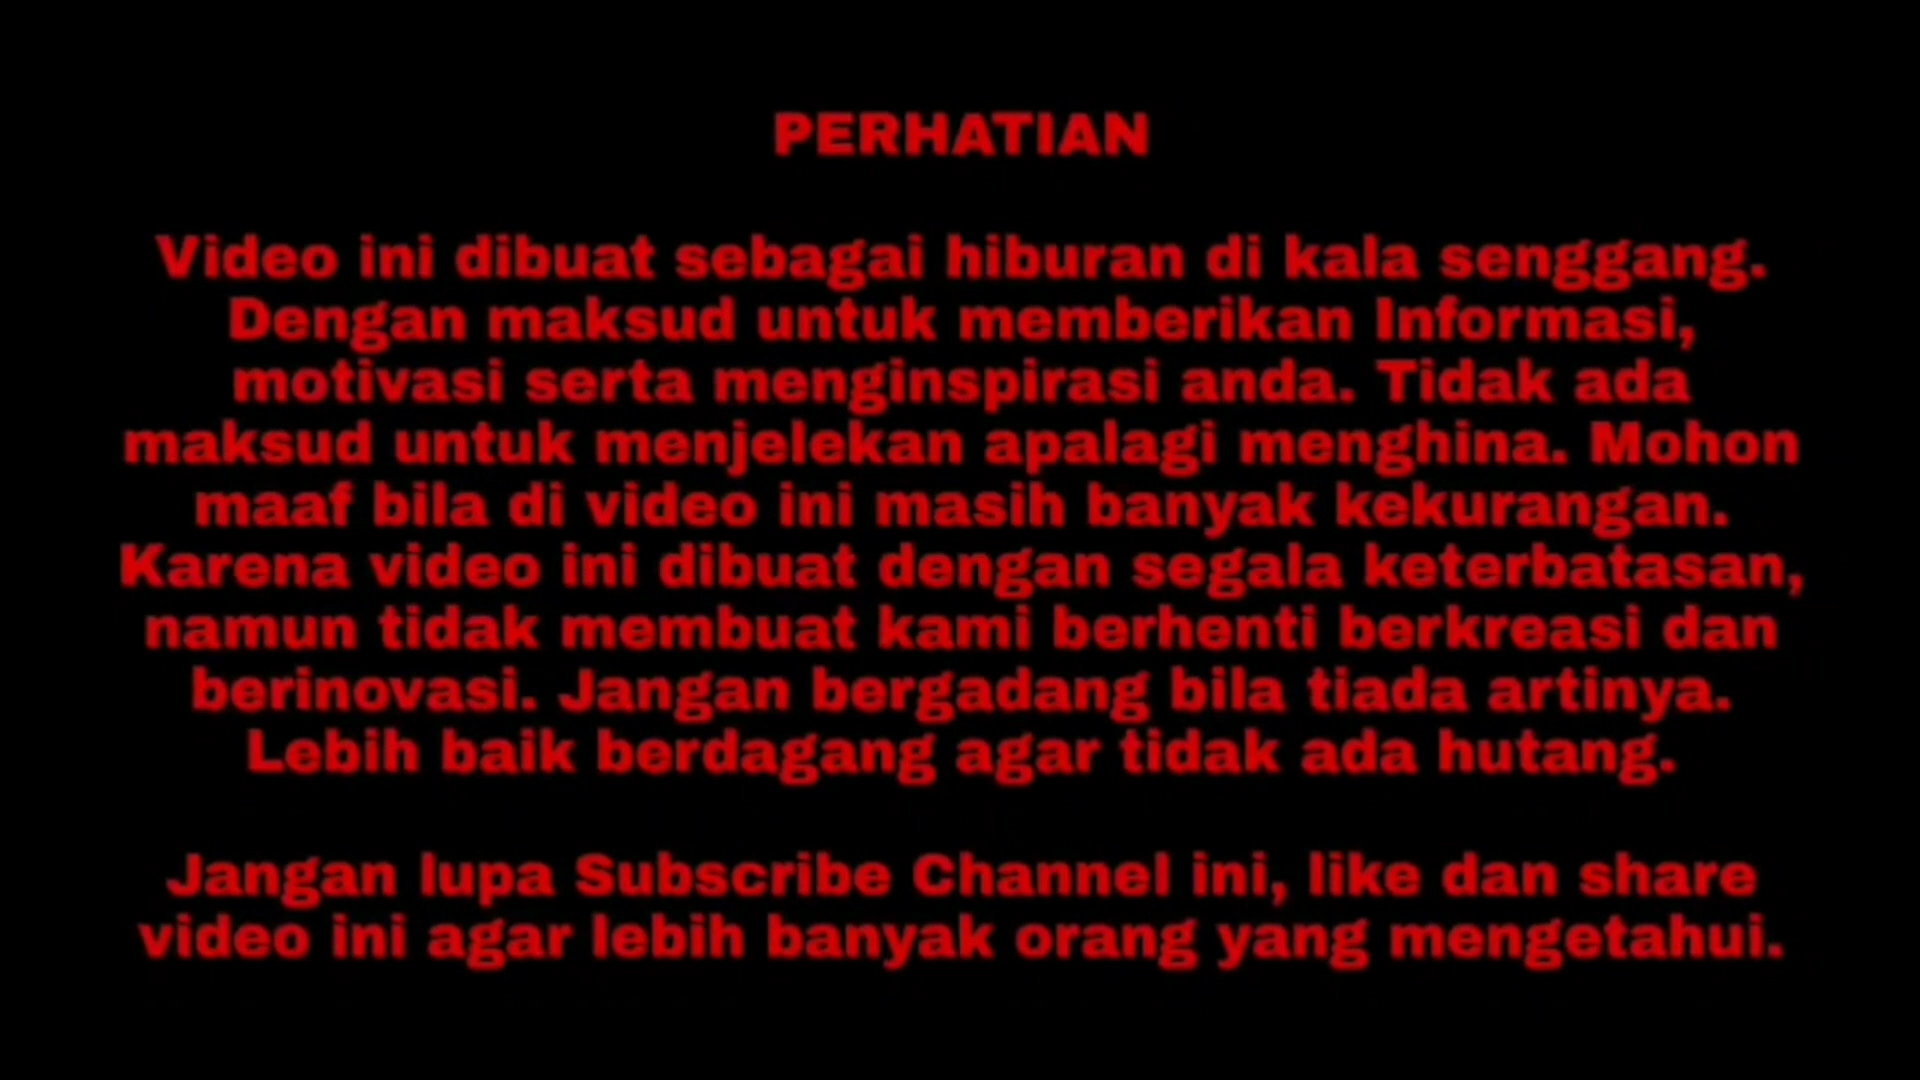 PERHATIAN
Video ini dibuat sebagai hiburan di kala senggang.
Dengan maksud untuk memberikan Informasi,
motivasi serta menginspirasi anda. Tidak ada
maksud untuk menjelekan apalagi menghina. Mohon
maaf bila di video ini masih banyak kekurangan.
Karena video ini dibuat dengan segala keterbatasan,
namun tidak membuat kami berhenti berkreasi dan
berinovasi. Jangan bergadang bila tiada artinya.
Lebih baik berdagang agar tidak ada hutang.
Jangan lupa Subscribe Channel ini, like dan share
video ini agar lebih banyak orang yang mengetahui.